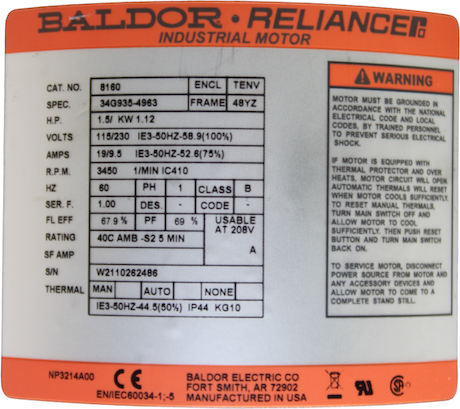 BALDOR · RELIANCE
INDUSTRIAL MOTOR
CAT. NO. 8160 ENCL TENV
SPEC. 34G935-4963 FRAME 48YZ
H.P. 1.5/ KW 1.12
VOLTS 115/230 IE3-50HZ-58.9(100%)
AMPS 19/9.5 IE3-50HZ-52.6(75%)
R.P.M. 3450 1/MIN IC410
HZ 60 PH 1 CLASS B
SER. F. 1.00 DES. - CODE -
FL EFF 67.9 % PF 69 % USABLE AT 208V
RATING 40C AMB -S2 5 MIN
SF AMP A
S/N W2110262486
THERMAL MAN AUTO NONE
IE3-50HZ-44.5(50%) IP44 KG10
WARNING
MOTOR MUST BE GROUNDED IN
ACCORDANCE WITH THE NATIONAL
ELECTRICAL CODE AND LOCAL
CODES, BY TRAINED PERSONNEL
TO PREVENT SERIOUS ELECTRICAL
SHOCK.
IF MOTOR IS EQUIPPED WITH
THERMAL PROTECTOR AND OVER
HEATS, MOTOR CIRCUIT WILL OPEN
AUTOMATIC THERMALS WILL RESET
WHEN MOTOR COOLS SUFFICIENTLY.
TO RESET MANUAL THERMALS,
TURN MAIN SWITCH OFF AND
ALLOW MOTOR TO COOL
SUFFICIENTLY. THEN PUSH RESET
BUTTON AND TURN MAIN SWITCH
BACK ON.
TO SERVICE MOTOR, DISCONNECT
POWER SOURCE FROM MOTOR AND
ANY ACCESSORY DEVICES AND
ALLOW MOTOR TO COME TO A
COMPLETE STAND STILL.
NP3214A00 CE
EN/IEC60034-1;-5
BALDOR ELECTRIC CO
FORT SMITH, AR 72902
MANUFACTURED IN USA